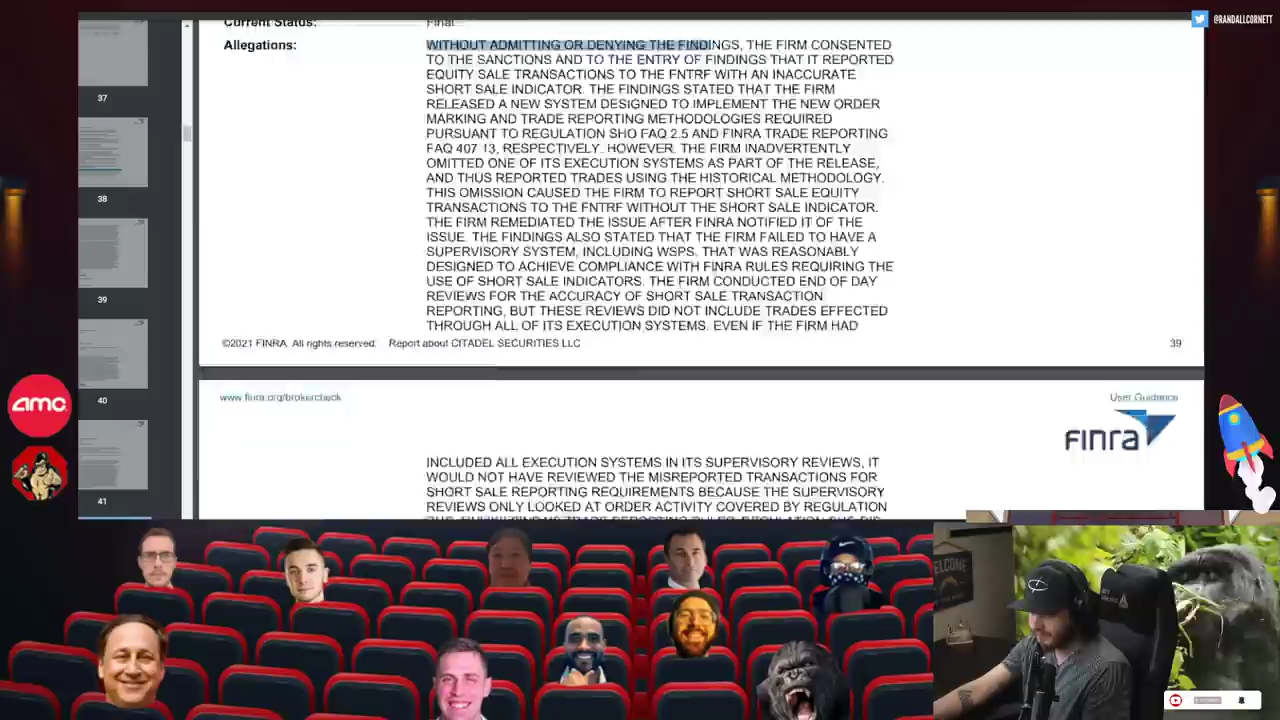 @RANDALLCORNETT
Current Status: Final
Allegations: WITHOUT ADMITTING OR DENYING THE FINDINGS, THE FIRM CONSENTED
TO THE SANCTIONS AND TO THE ENTRY OF FINDINGS THAT IT REPORTED
EQUITY SALE TRANSACTIONS TO THE FNTRF WITH AN INACCURATE
SHORT SALE INDICATOR. THE FINDINGS STATED THAT THE FIRM
RELEASED A NEW SYSTEM DESIGNED TO IMPLEMENT THE NEW ORDER
MARKING AND TRADE REPORTING METHODOLOGIES REQUIRED
PURSUANT TO REGULATION SHO FAQ 2.5 AND FINRA TRADE REPORTING
FAQ 407.13, RESPECTIVELY. HOWEVER, THE FIRM INADVERTENTLY
OMITTED ONE OF ITS EXECUTION SYSTEMS AS PART OF THE RELEASE,
AND THUS REPORTED TRADES USING THE HISTORICAL METHODOLOGY.
THIS OMISSION CAUSED THE FIRM TO REPORT SHORT SALE EQUITY
TRANSACTIONS TO THE FNTRF WITHOUT THE SHORT SALE INDICATOR.
THE FIRM REMEDIATED THE ISSUE AFTER FINRA NOTIFIED IT OF THE
ISSUE. THE FINDINGS ALSO STATED THAT THE FIRM FAILED TO HAVE A
SUPERVISORY SYSTEM, INCLUDING WSPS, THAT WAS REASONABLY
DESIGNED TO ACHIEVE COMPLIANCE WITH FINRA RULES REQUIRING THE
USE OF SHORT SALE INDICATORS. THE FIRM CONDUCTED END OF DAY
REVIEWS FOR THE ACCURACY OF SHORT SALE TRANSACTION
REPORTING, BUT THESE REVIEWS DID NOT INCLUDE TRADES EFFECTED
THROUGH ALL OF ITS EXECUTION SYSTEMS. EVEN IF THE FIRM HAD
©2021 FINRA. All rights reserved. Report about CITADEL SECURITIES LLC 39
www.finra.org/brokercheck User Guidance
finra
INCLUDED ALL EXECUTION SYSTEMS IN ITS SUPERVISORY REVIEWS, IT
WOULD NOT HAVE REVIEWED THE MISREPORTED TRANSACTIONS FOR
SHORT SALE REPORTING REQUIREMENTS BECAUSE THE SUPERVISORY
REVIEWS ONLY LOOKED AT ORDER ACTIVITY COVERED BY REGULATION
37
38
39
40
41
amc
WELCOME